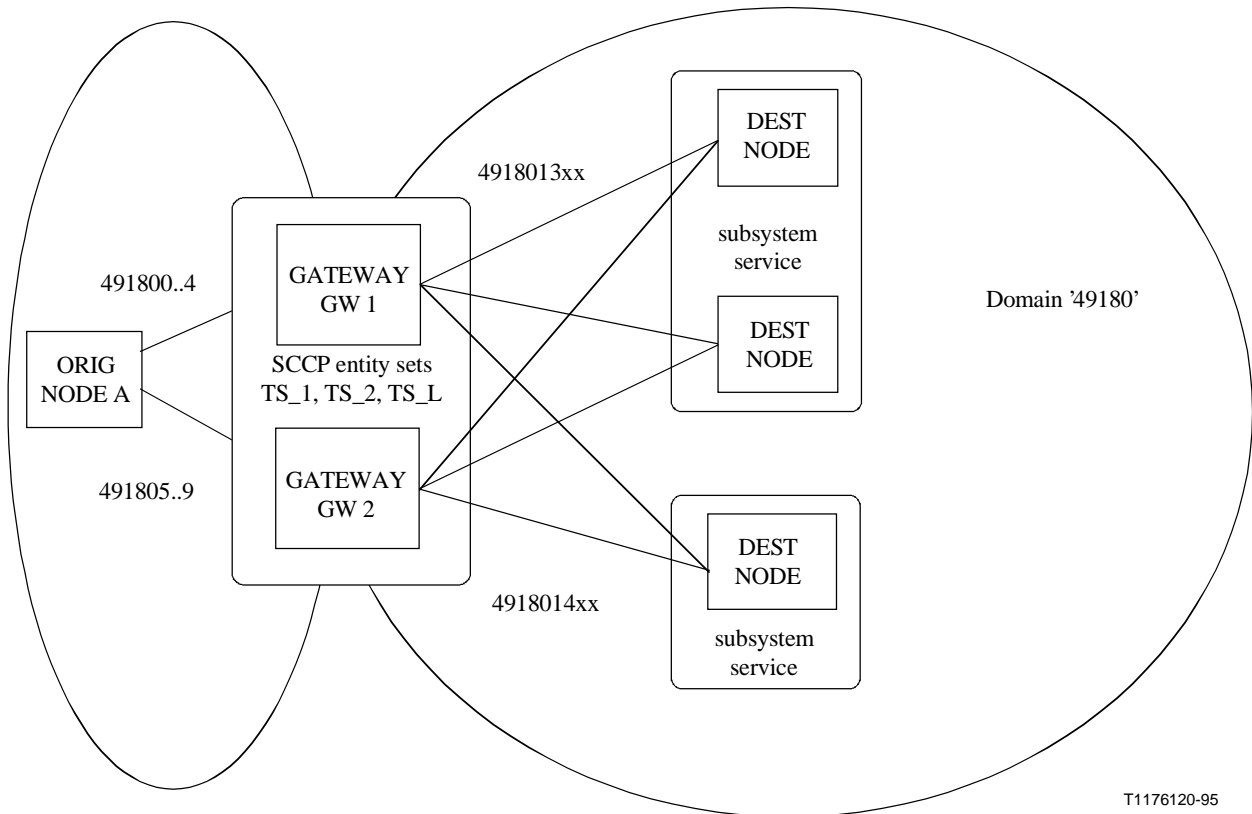 DEST
NODE
4918013xx
subsystem
service
491800..4
GATEWAY
GW 1
Domain ’49180’
ORIG
NODE A
SCCP entity sets
TS_1, TS_2, TS_L
DEST
NODE
491805..9
GATEWAY
GW 2
DEST
NODE
4918014xx
subsystem
service
T1176120-95